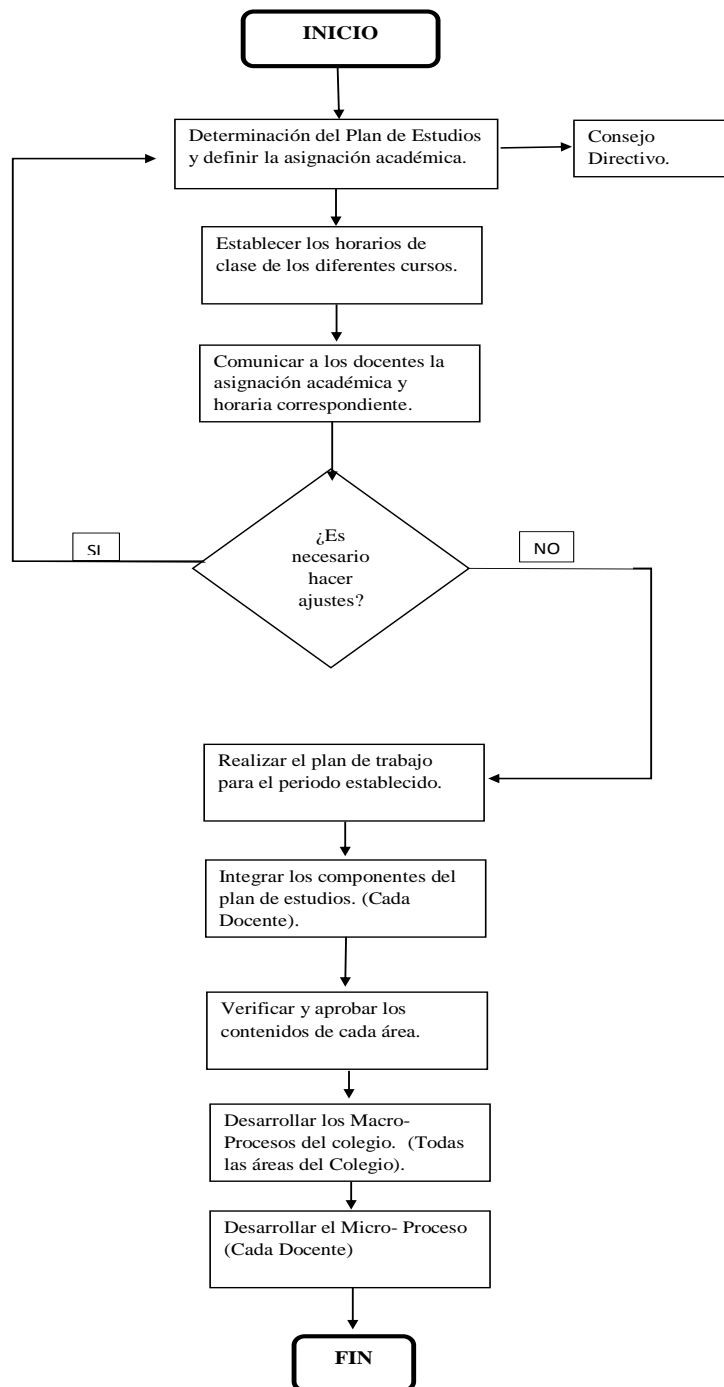 INICIO
Determinación del Plan de Estudios
y definir la asignación académica.
Consejo
Directivo.
Establecer los horarios de
clase de los diferentes cursos.
Comunicar a los docentes la
asignación académica y
horaria correspondiente.
¿Es
necesario
hacer
ajustes?
SI
NO
Realizar el plan de trabajo
para el periodo establecido.
Integrar los componentes del
plan de estudios. (Cada
Docente).
Verificar y aprobar los
contenidos de cada área.
Desarrollar los Macro-
Procesos del colegio. (Todas
las áreas del Colegio).
Desarrollar el Micro- Proceso
(Cada Docente)
FIN